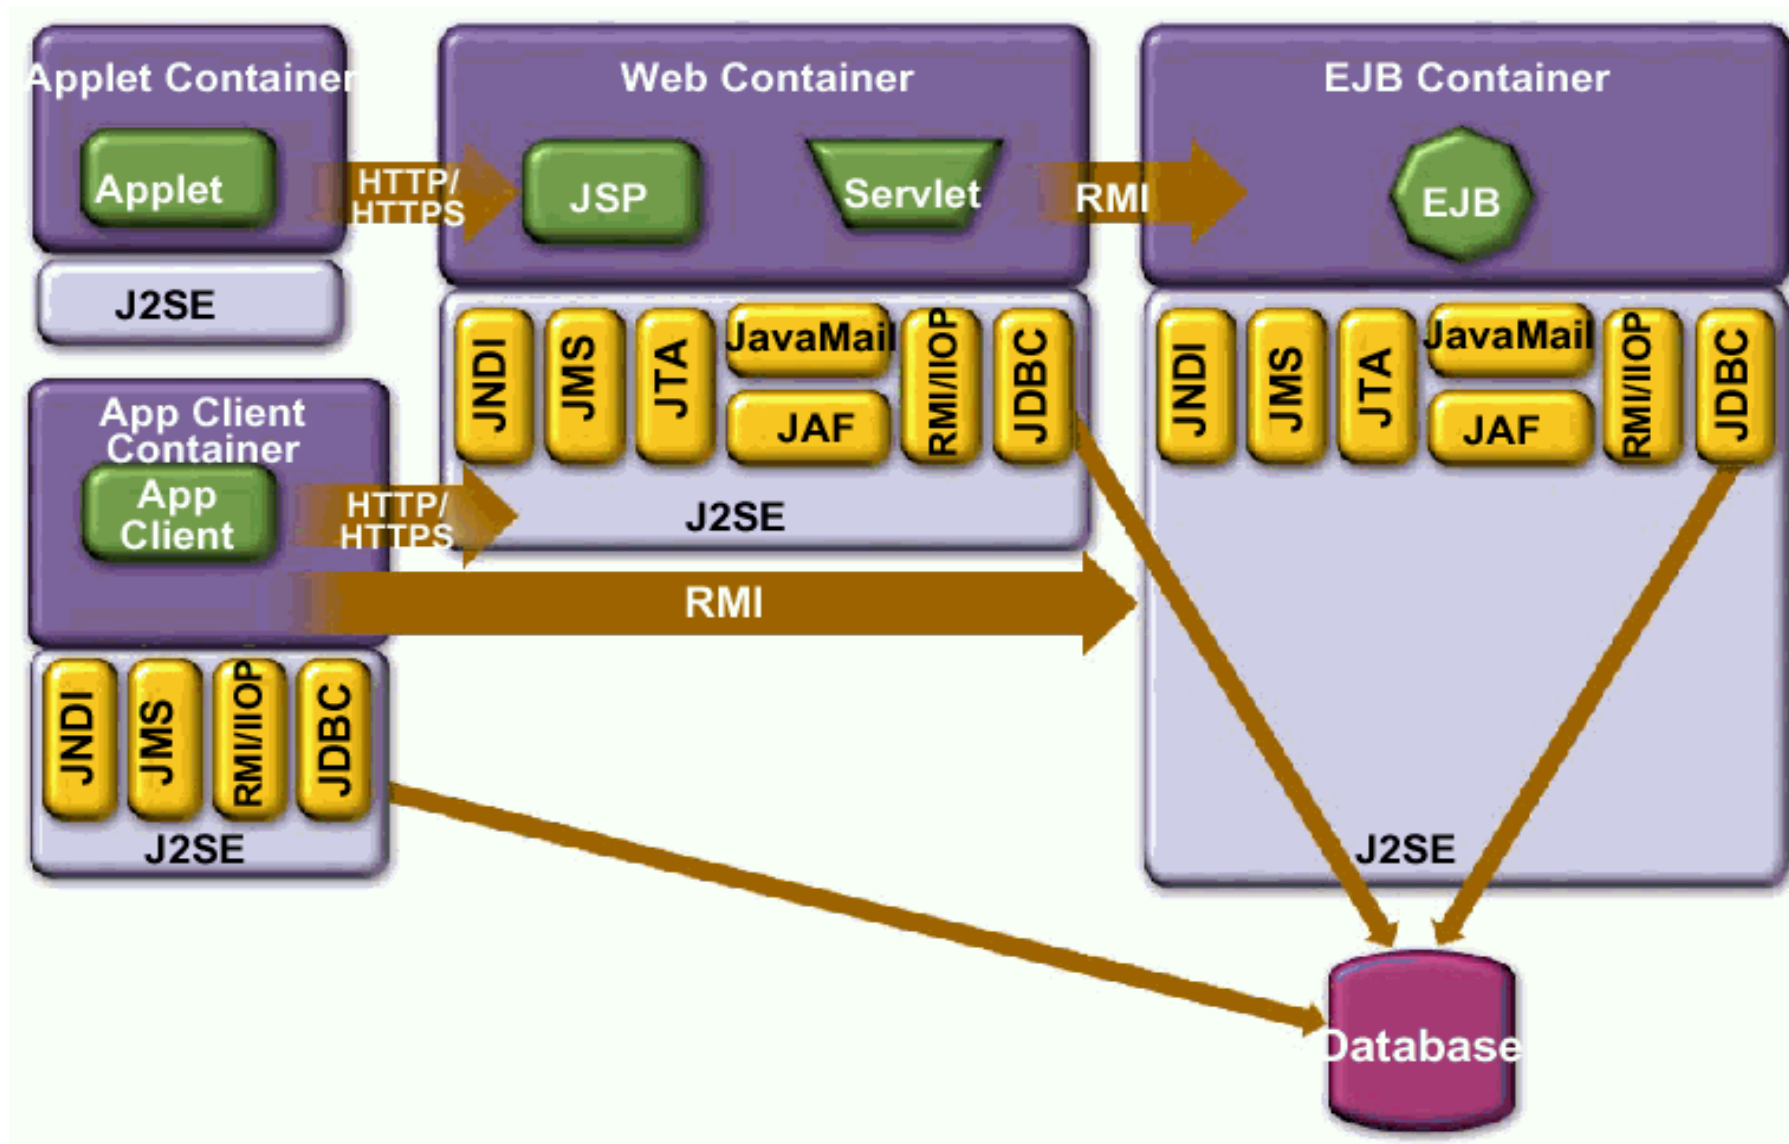 Applet Container
Applet
HTTP/
HTTPS
J2SE
Web Container
JSP
Servlet
RMI
JNDI
JMS
JTA
JavaMail
JAF
RMI/IIOP
JDBC
J2SE
EJB Container
EJB
JNDI
JMS
JTA
JavaMail
JAF
RMI/IIOP
JDBC
J2SE
App Client
Container
App
Client
HTTP/
HTTPS
RMI
JNDI
JMS
RMI/IIOP
JDBC
J2SE
Database